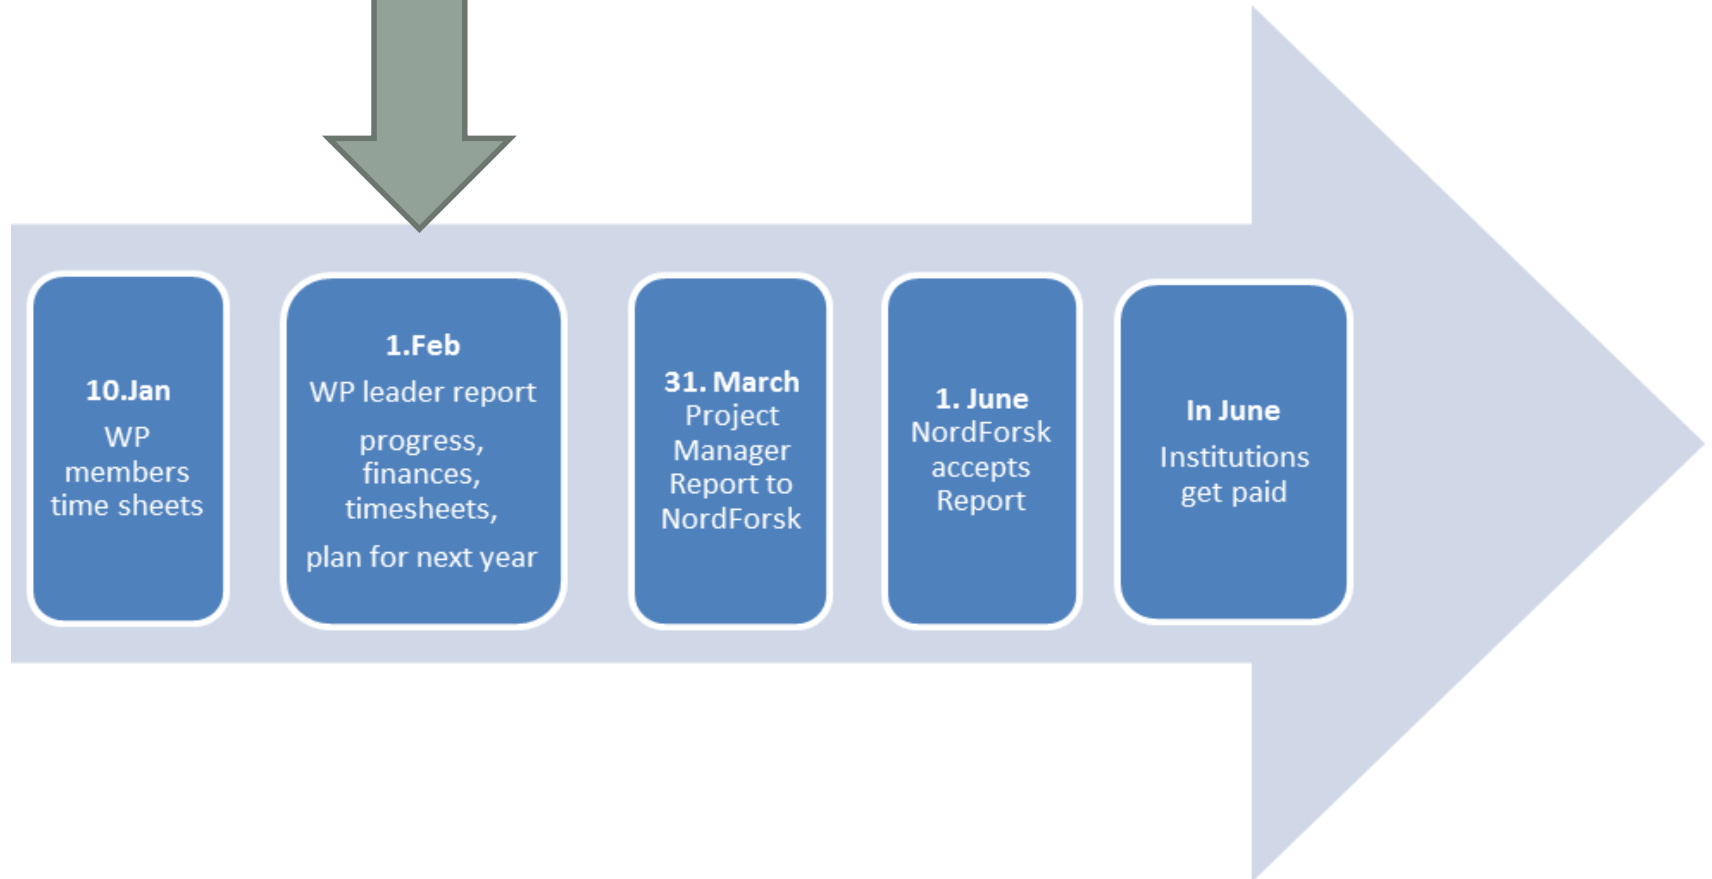 10.Jan
WP
members
time sheets
1.Feb
WP leader report
progress,
finances,
timesheets,
plan for next year
31. March
Project
Manager
Report to
NordForsk
1. June
NordForsk
accepts
Report
In June
Institutions
get paid